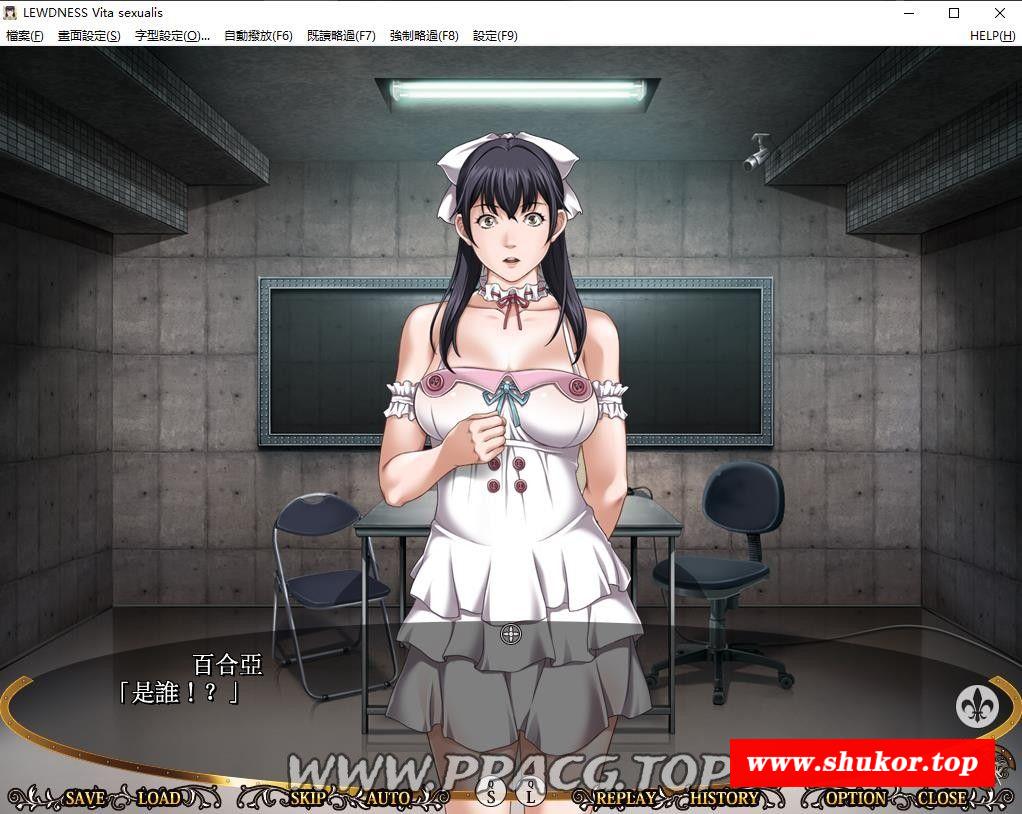 LEWDNESS Vita sexualis
檔案(F) 畫面設定(S) 字型設定(O)... 自動撥放(F6) 既讀略過(F7) 強制略過(F8) 設定(F9) HELP(H)
百合亞
「是誰！？」
WWW.PPACG.TOP
www.shukor.top
SAVE LOAD SKIP AUTO Q S Q L REPLAY HISTORY OPTION CLOSE